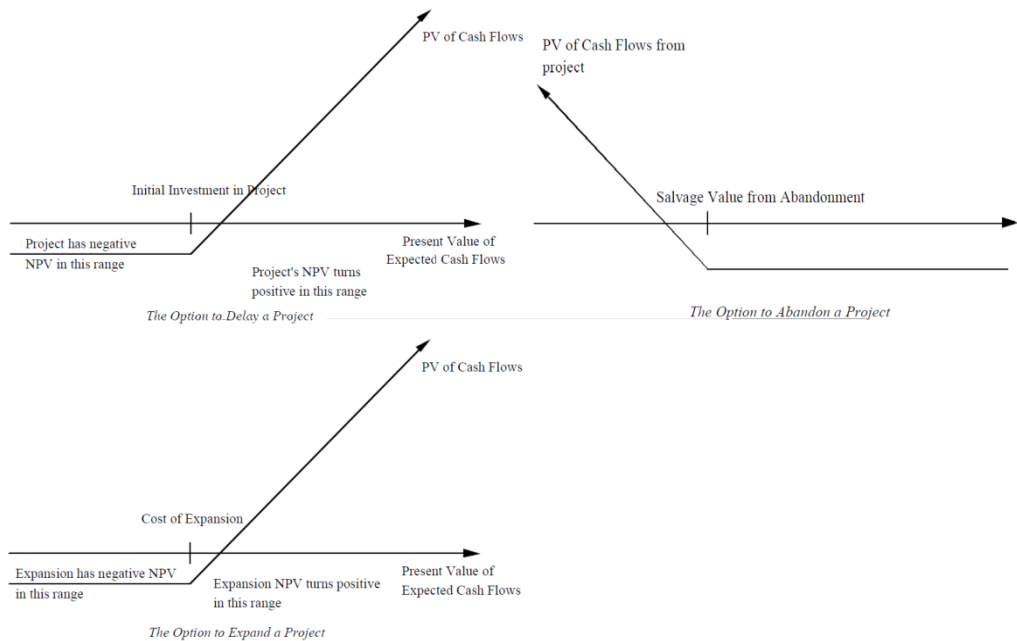 PV of Cash Flows
Initial Investment in Project
Project has negative
NPV in this range
Present Value of
Expected Cash Flows
Project's NPV turns
positive in this range
The Option to Delay a Project
PV of Cash Flows from
project
Salvage Value from Abandonment
The Option to Abandon a Project
PV of Cash Flows
Cost of Expansion
Expansion has negative NPV
in this range
Expansion NPV turns positive
in this range
Present Value of
Expected Cash Flows
The Option to Expand a Project